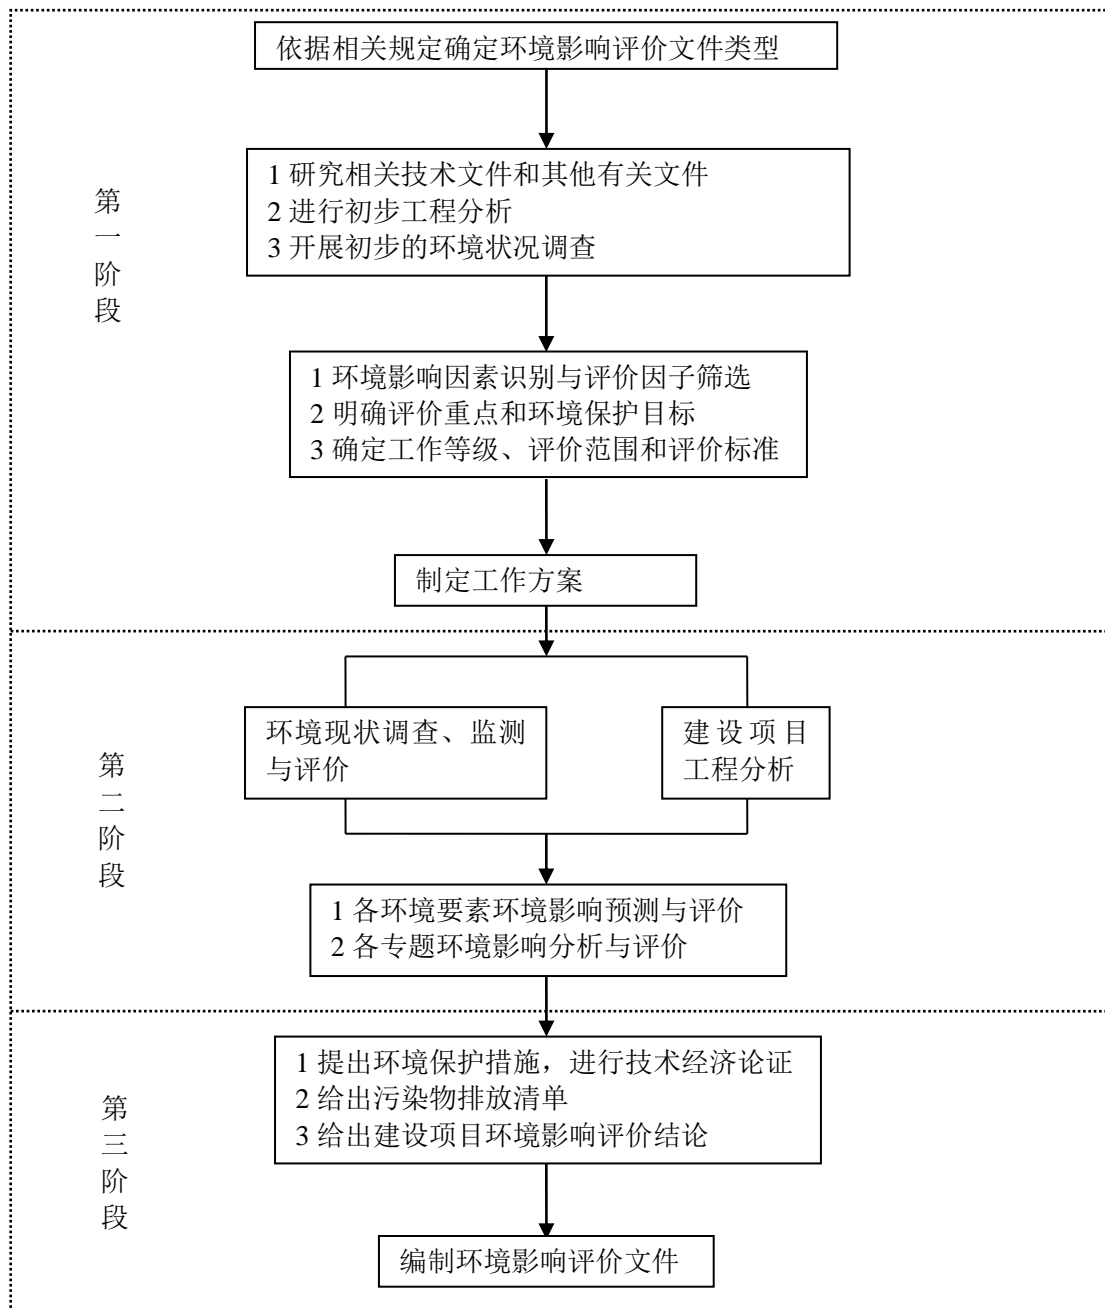 依据相关规定确定环境影响评价文件类型
1 研究相关技术文件和其他有关文件
2 进行初步工程分析
3 开展初步的环境状况调查
第一阶段
1 环境影响因素识别与评价因子筛选
2 明确评价重点和环境保护目标
3 确定工作等级、评价范围和评价标准
制定工作方案
环境现状调查、监测
与评价
建设项目
工程分析
第二阶段
1 各环境要素环境影响预测与评价
2 各专题环境影响分析与评价
1 提出环境保护措施，进行技术经济论证
2 给出污染物排放清单
3 给出建设项目环境影响评价结论
第三阶段
编制环境影响评价文件